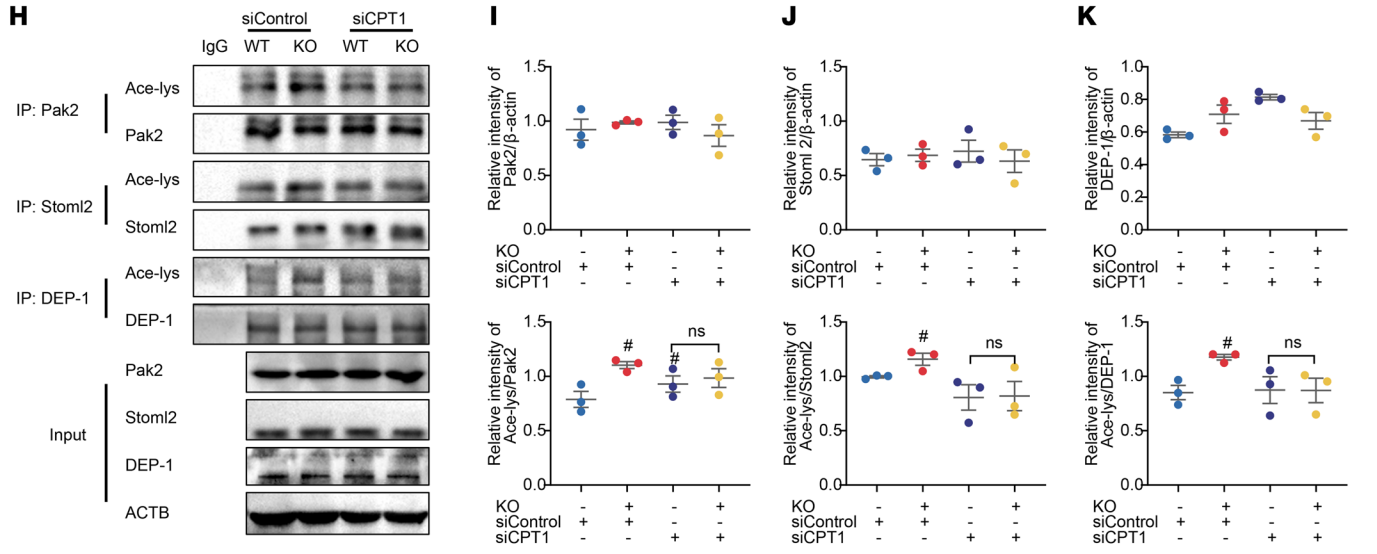 H
siControl siCPT1
IgG WT KO WT KO
IP: Pak2
Ace-lys
Pak2
IP: Stoml2
Ace-lys
Stoml2
IP: DEP-1
Ace-lys
DEP-1
Input
Pak2
Stoml2
DEP-1
ACTB
I
Relative intensity of
Pak2/β-actin
1.5
1.0
0.5
0.0
KO - + - +
siControl + + - -
siCPT1 - - + +
Relative intensity of
Ace-lys/Pak2
1.5
1.0
0.5
0.0
# # ns
KO - + - +
siControl + + - -
siCPT1 - - + +
J
Relative intensity of
Stoml 2/β-actin
1.5
1.0
0.5
0.0
KO - + - +
siControl + + - -
siCPT1 - - + +
Relative intensity of
Ace-lys/Stoml2
1.5
1.0
0.5
0.0
# ns
KO - + - +
siControl + + - -
siCPT1 - - + +
K
Relative intensity of
DEP-1/β-actin
1.0
0.8
0.6
0.4
0.2
0.0
KO - + - +
siControl + + - -
siCPT1 - - + +
Relative intensity of
Ace-lys/DEP-1
1.5
1.0
0.5
0.0
# ns
KO - + - +
siControl + + - -
siCPT1 - - + +